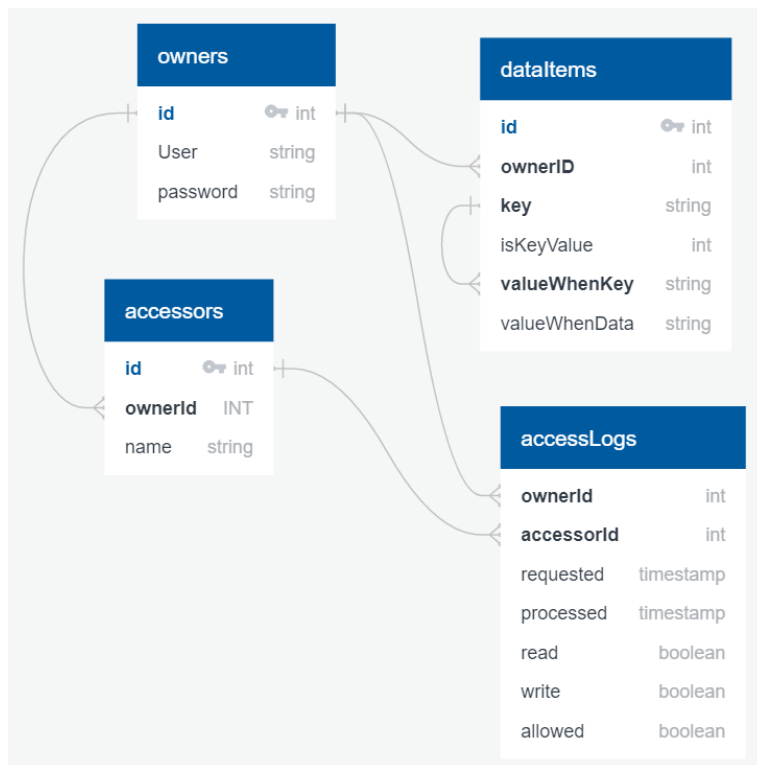 owners
id int
User string
password string
dataItems
id int
ownerID int
key string
isKeyValue int
valueWhenKey string
valueWhenData string
accessors
id int
ownerId INT
name string
accessLogs
ownerId int
accessorId int
requested timestamp
processed timestamp
read boolean
write boolean
allowed boolean